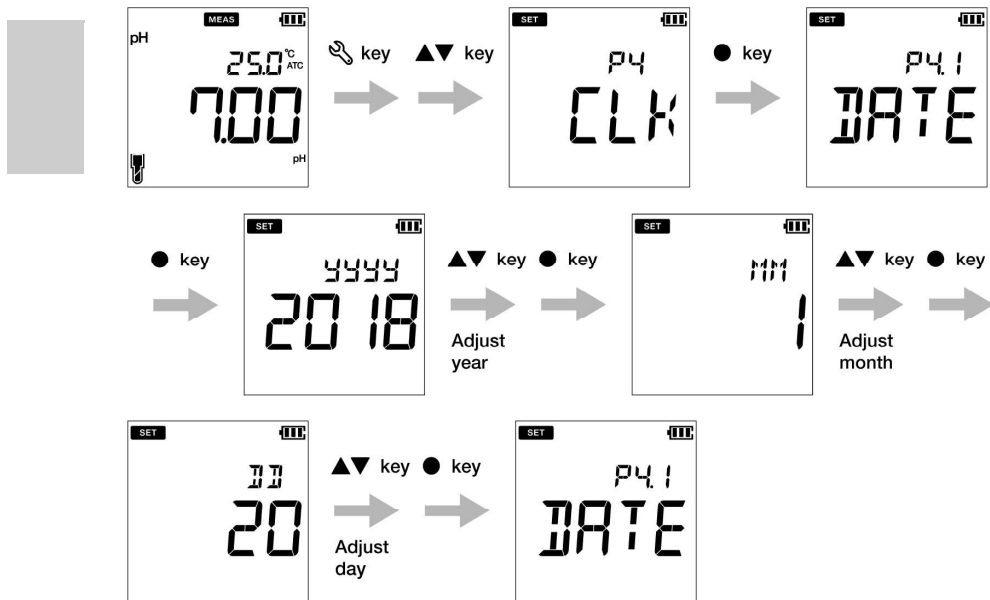 MEAS
pH
25.0 °C
ATC
7.00
pH
key
▲▼ key
SET
P4
CLK
● key
SET
P4.1
DATE
● key
SET
YYYY
2018
▲▼ key ● key
Adjust
year
SET
MM
1
▲▼ key ● key
Adjust
month
SET
DD
20
▲▼ key ● key
Adjust
day
SET
P4.1
DATE